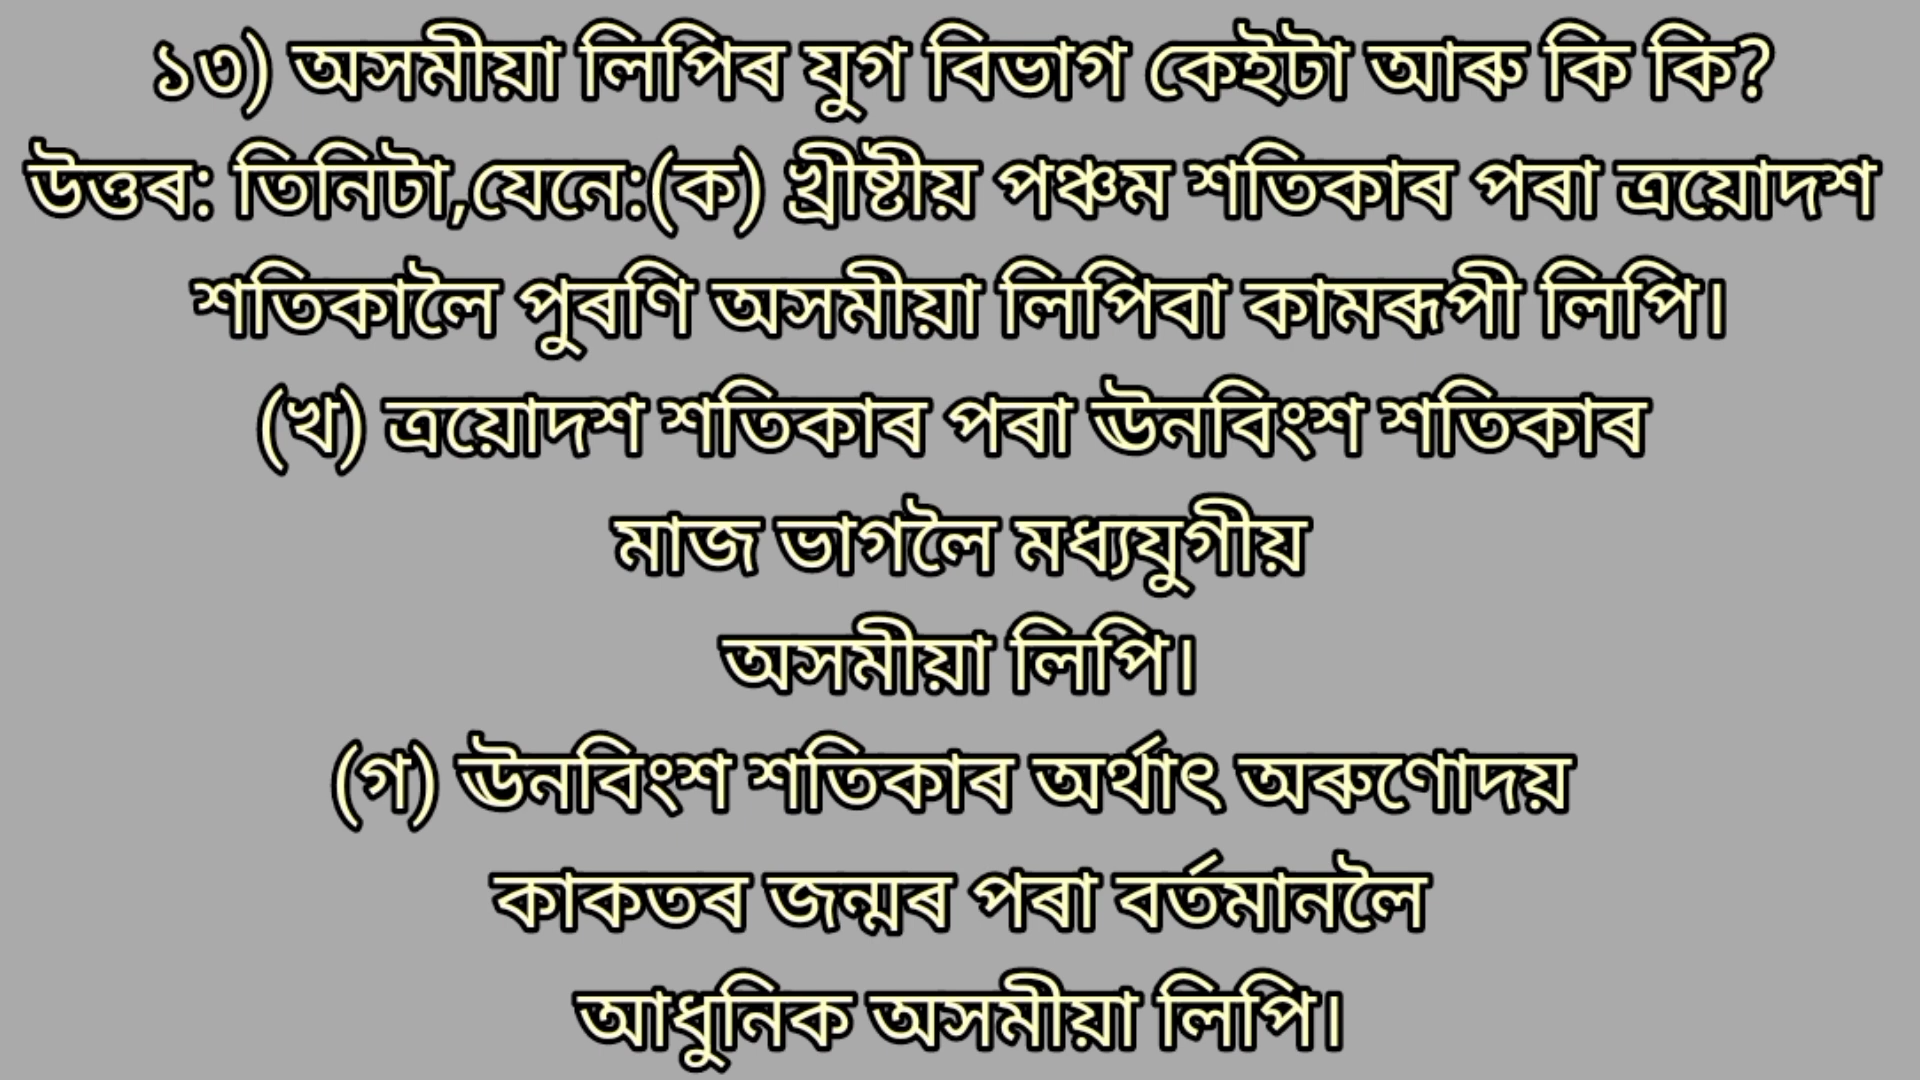 ১৩) অসমীয়া লিপিৰ যুগ বিভাগ কেইটা আৰু কি কি?
উত্তৰ: তিনিটা,যেনে:(ক) খ্ৰীষ্টীয় পঞ্চম শতিকাৰ পৰা ত্ৰয়োদশ
শতিকালৈ পুৰণি অসমীয়া লিপিবা কামৰূপী লিপি।
(খ) ত্ৰয়োদশ শতিকাৰ পৰা ঊনবিংশ শতিকাৰ
মাজ ভাগলৈ মধ্যযুগীয়
অসমীয়া লিপি।
(গ) ঊনবিংশ শতিকাৰ অৰ্থাৎ অৰুণোদয়
কাকতৰ জন্মৰ পৰা বৰ্তমানলৈ
আধুনিক অসমীয়া লিপি।